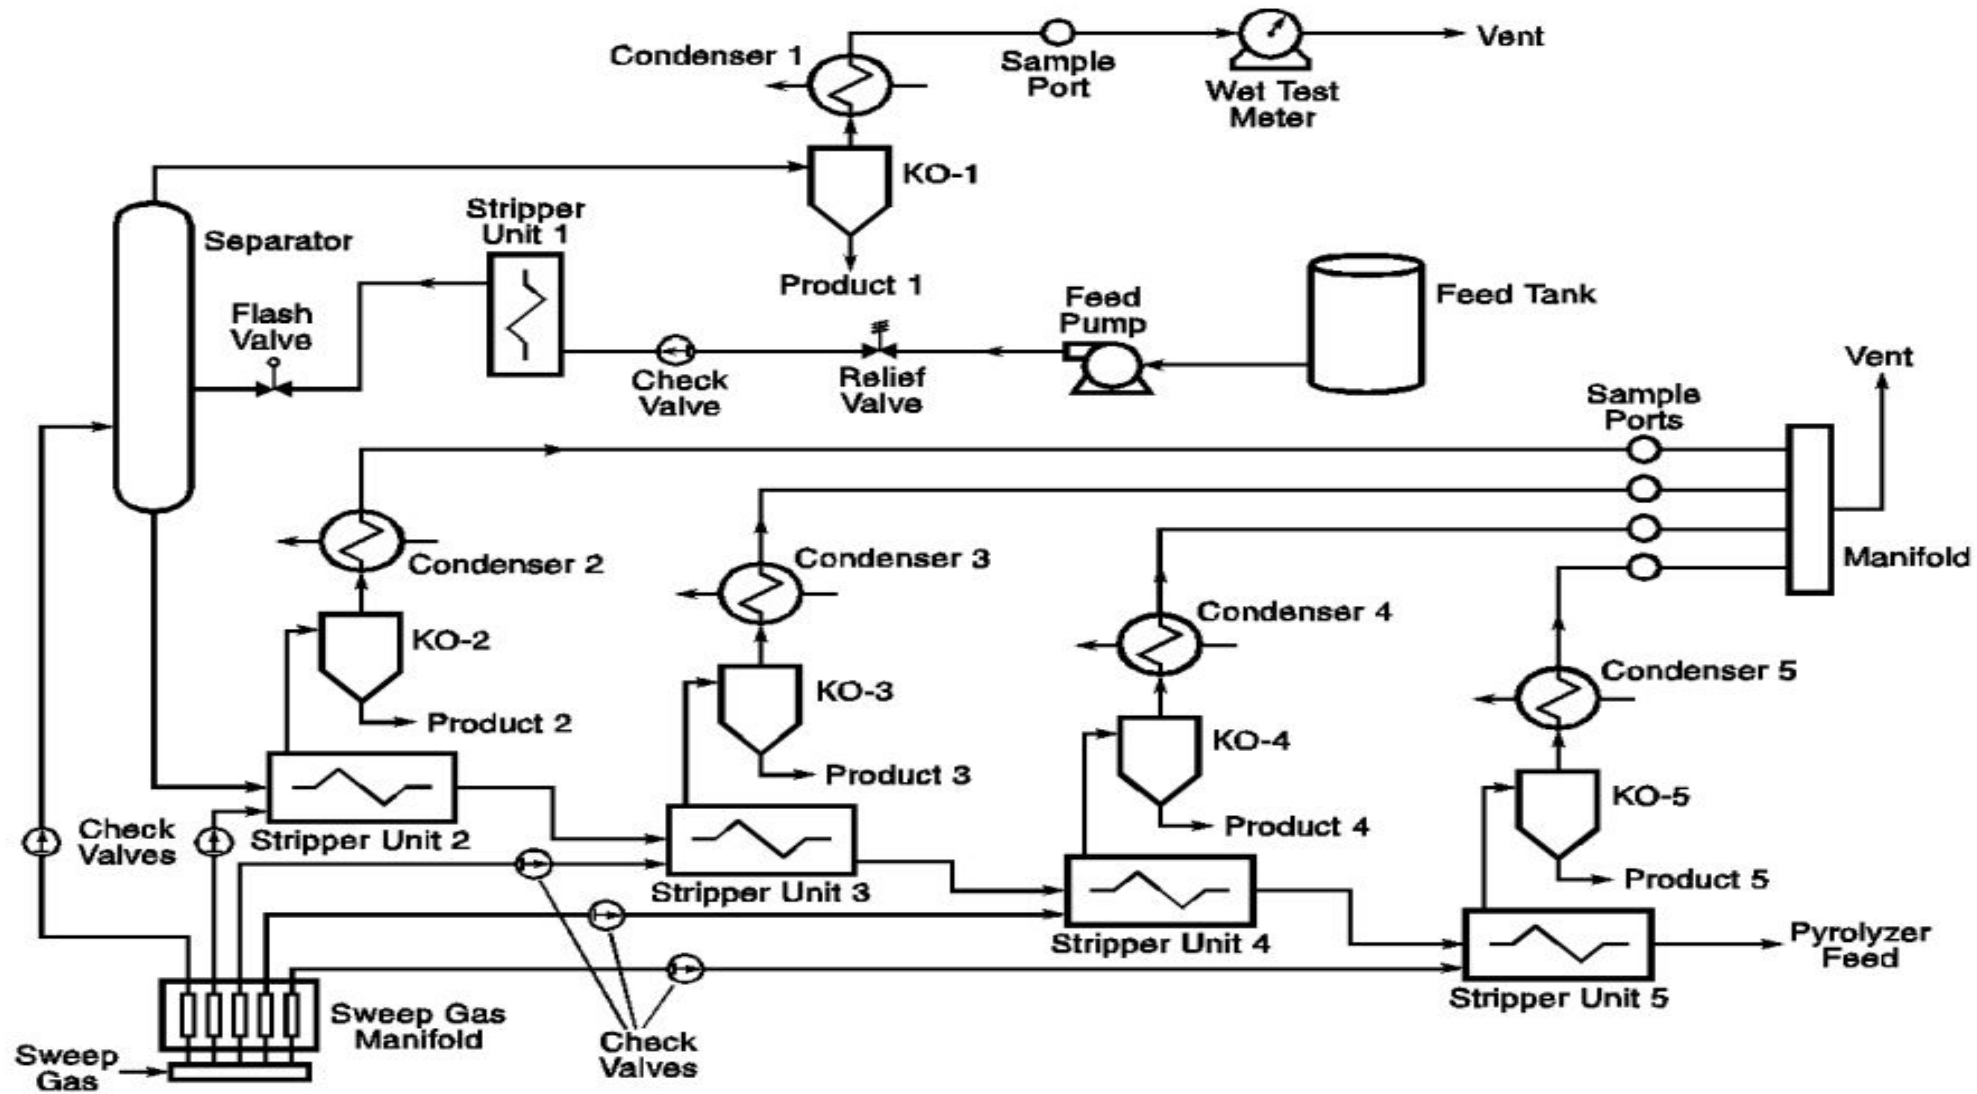 Condenser 1
Sample
Port
Wet Test
Meter
Vent
KO-1
Product 1
Stripper
Unit 1
Separator
Flash
Valve
Check
Valve
Relief
Valve
Feed
Pump
Feed Tank
Sample
Ports
Vent
Manifold
Condenser 2
KO-2
Product 2
Stripper Unit 2
Condenser 3
KO-3
Product 3
Stripper Unit 3
Condenser 4
KO-4
Product 4
Stripper Unit 4
Condenser 5
KO-5
Product 5
Stripper Unit 5
Pyrolyzer
Feed
Check
Valves
Sweep Gas
Manifold
Sweep
Gas
Check
Valves